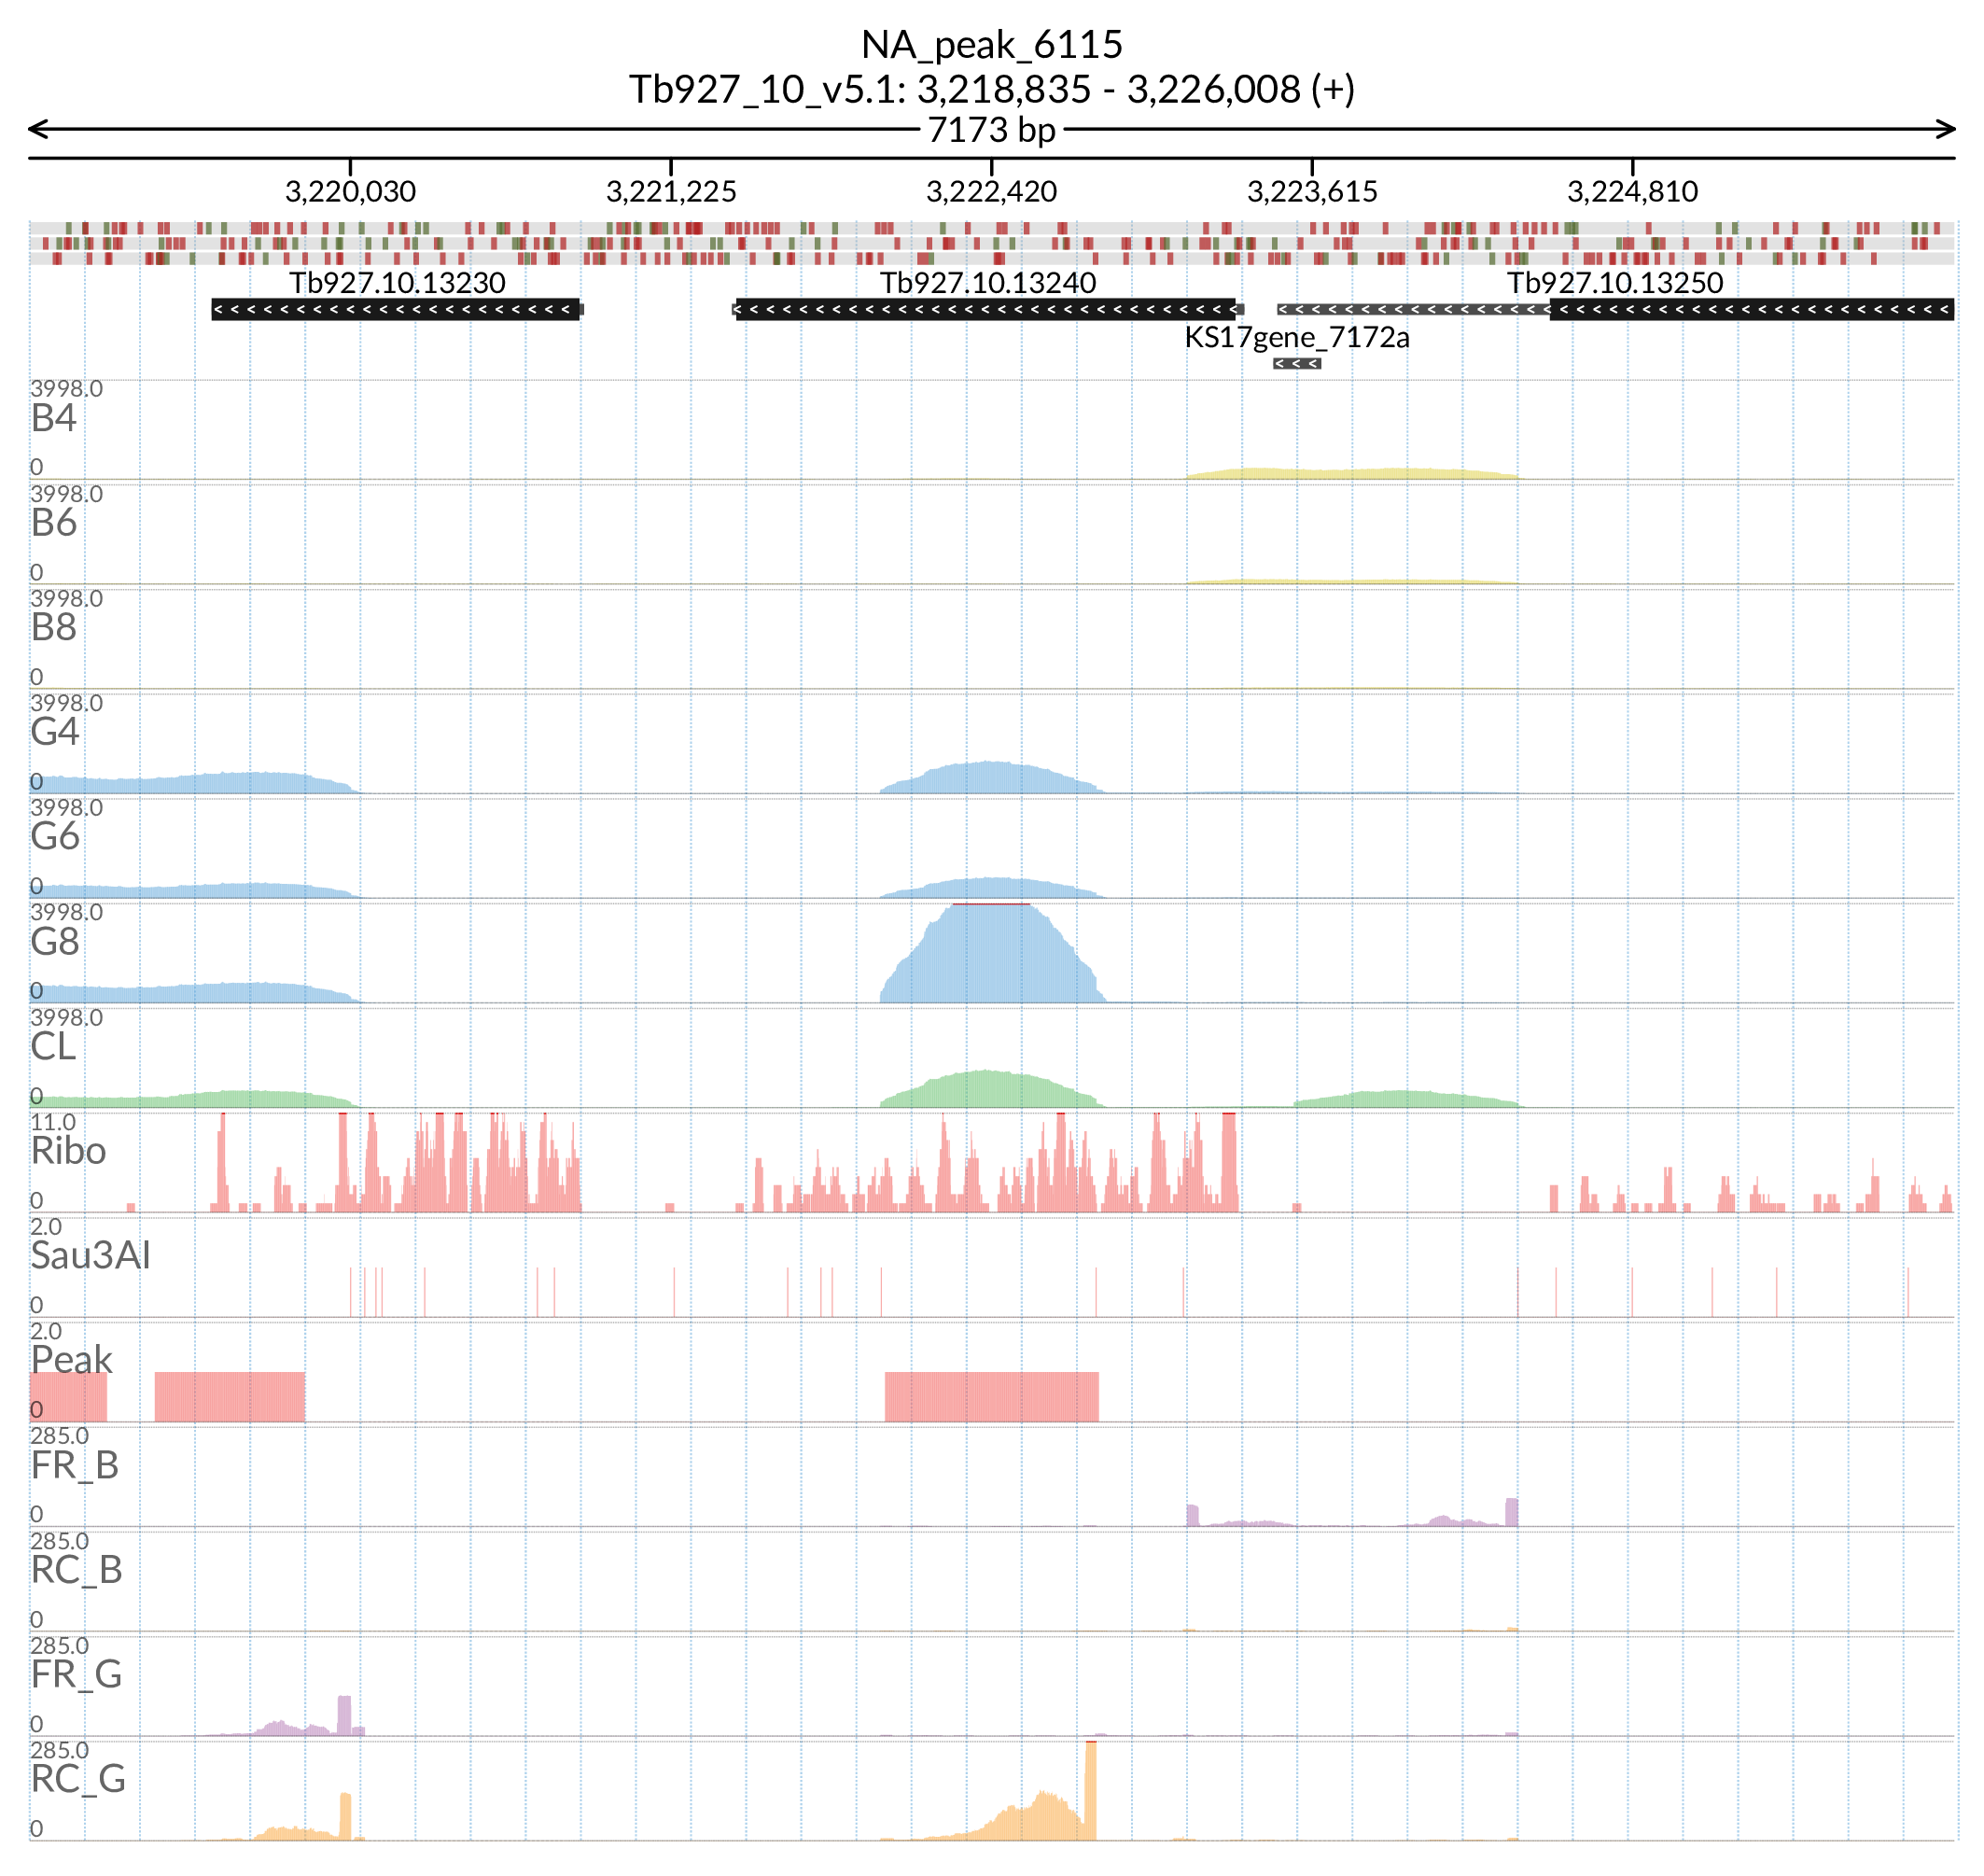 NA_peak_6115
Tb927_10_v5.1: 3,218,835 - 3,226,008 (+)
7173 bp
3,220,030 3,221,225 3,222,420 3,223,615 3,224,810
Tb927.10.13230 Tb927.10.13240 Tb927.10.13250
KS17gene_7172a
3998.0
B4
0
3998.0
B6
0
3998.0
B8
0
3998.0
G4
0
3998.0
G6
0
3998.0
G8
0
3998.0
CL
0
11.0
Ribo
0
2.0
Sau3AI
0
2.0
Peak
0
285.0
FR_B
0
285.0
RC_B
0
285.0
FR_G
0
285.0
RC_G
0